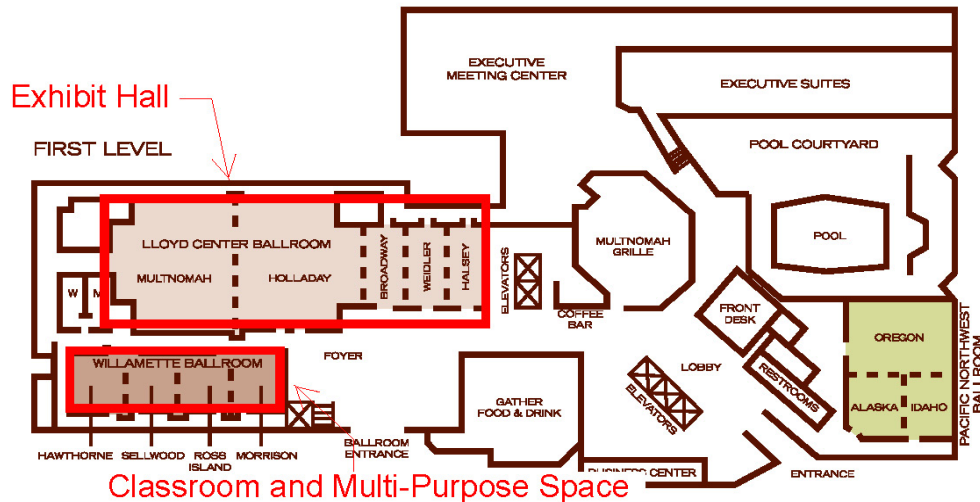 EXECUTIVE
MEETING CENTER
EXECUTIVE SUITES
Exhibit Hall
FIRST LEVEL
POOL COURTYARD
LLOYD CENTER BALLROOM
MULTNOMAH
HOLLADAY
BROADWAY
WEIDLER
HALSEY
ELEVATORS
MULTNOMAH
GRILLE
POOL
W
M
COFFEE
BAR
FRONT
DESK
OREGON
ALASKA
IDAHO
PACIFIC NORTHWEST
BALLROOM
WILLAMETTE BALLROOM
FOYER
LOBBY
RESTROOMS
ELEVATORS
GATHER
FOOD & DRINK
HAWTHORNE
SELLWOOD
ROSS
ISLAND
MORRISON
BALLROOM
ENTRANCE
BUSINESS CENTER
ENTRANCE
Classroom and Multi-Purpose Space